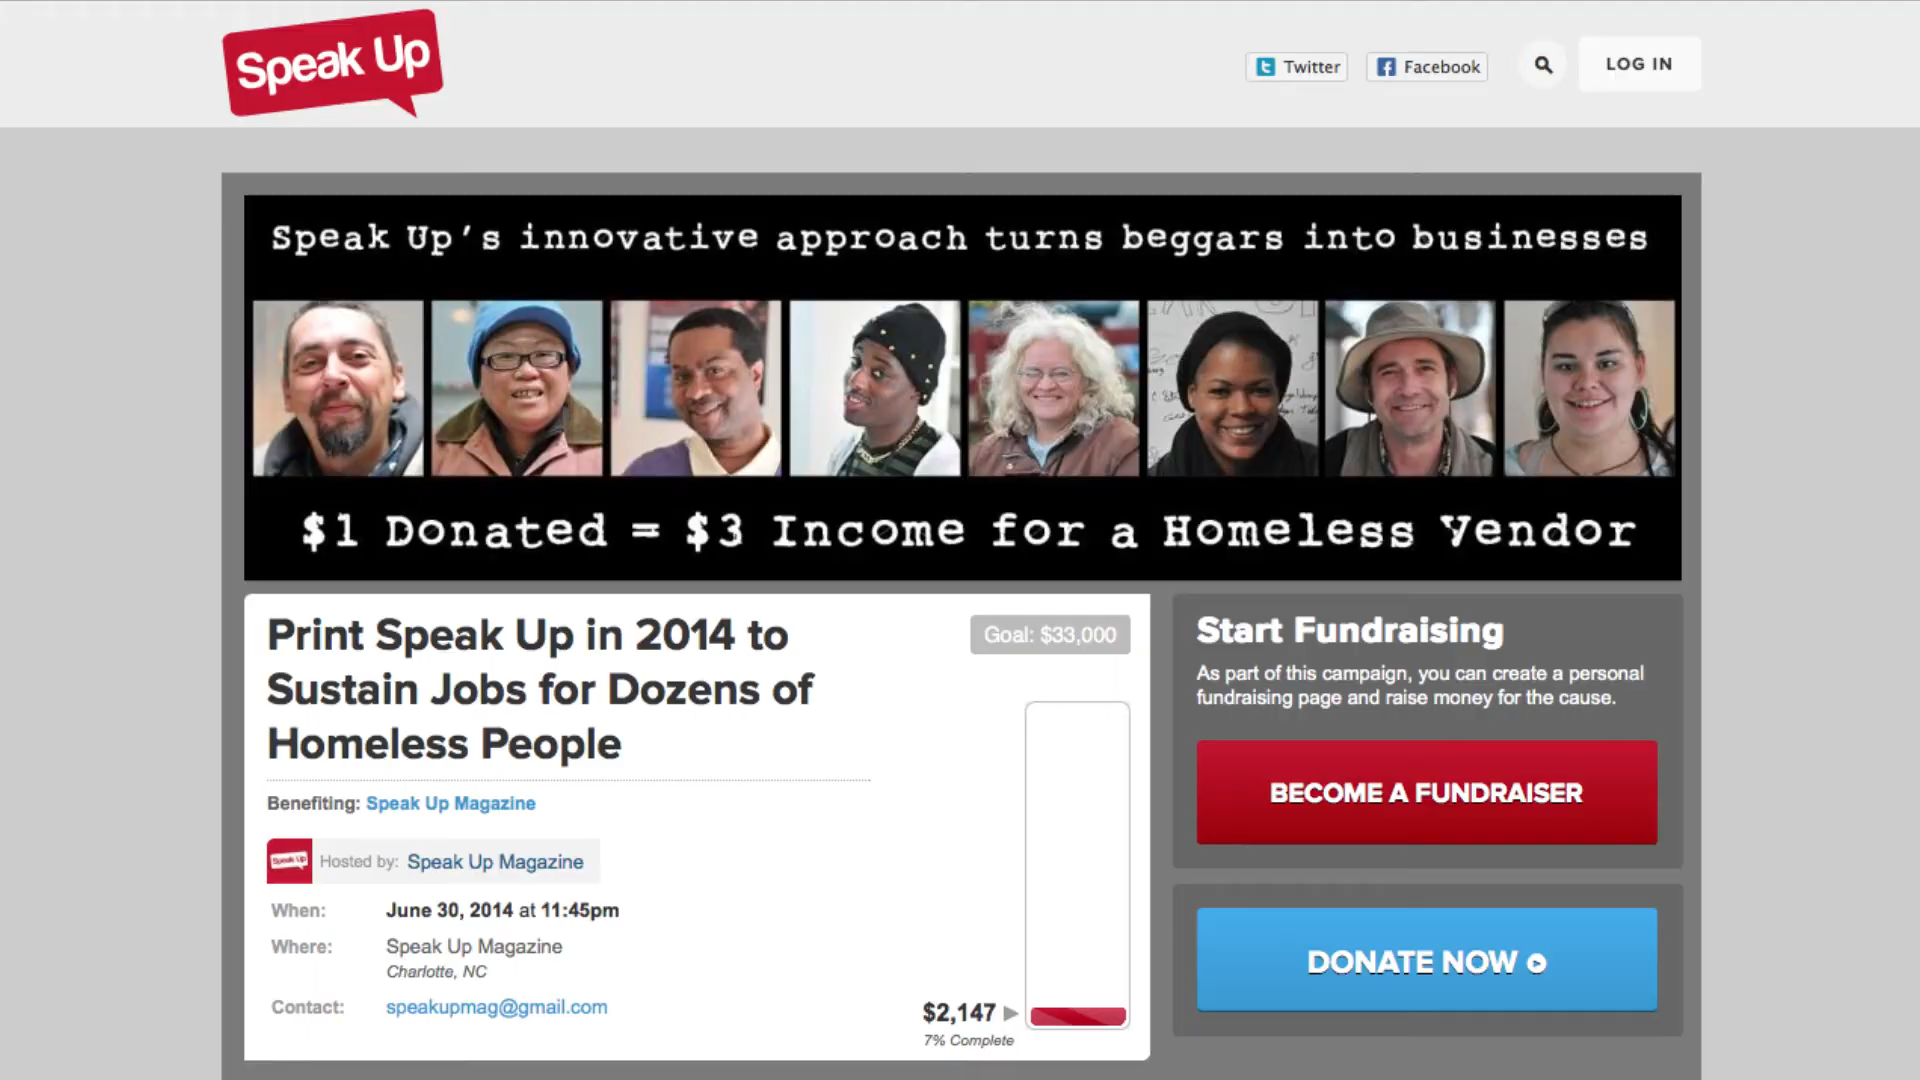 Speak Up
Twitter
Facebook
LOG IN
Speak Up's innovative approach turns beggars into businesses
$1 Donated = $3 Income for a Homeless Vendor
Print Speak Up in 2014 to
Sustain Jobs for Dozens of
Homeless People
Goal: $33,000
Benefiting: Speak Up Magazine
Speak Up
Hosted by: Speak Up Magazine
When: June 30, 2014 at 11:45pm
Where: Speak Up Magazine
Charlotte, NC
Contact: speakupmag@gmail.com
$2,147
7% Complete
Start Fundraising
As part of this campaign, you can create a personal
fundraising page and raise money for the cause.
BECOME A FUNDRAISER
DONATE NOW